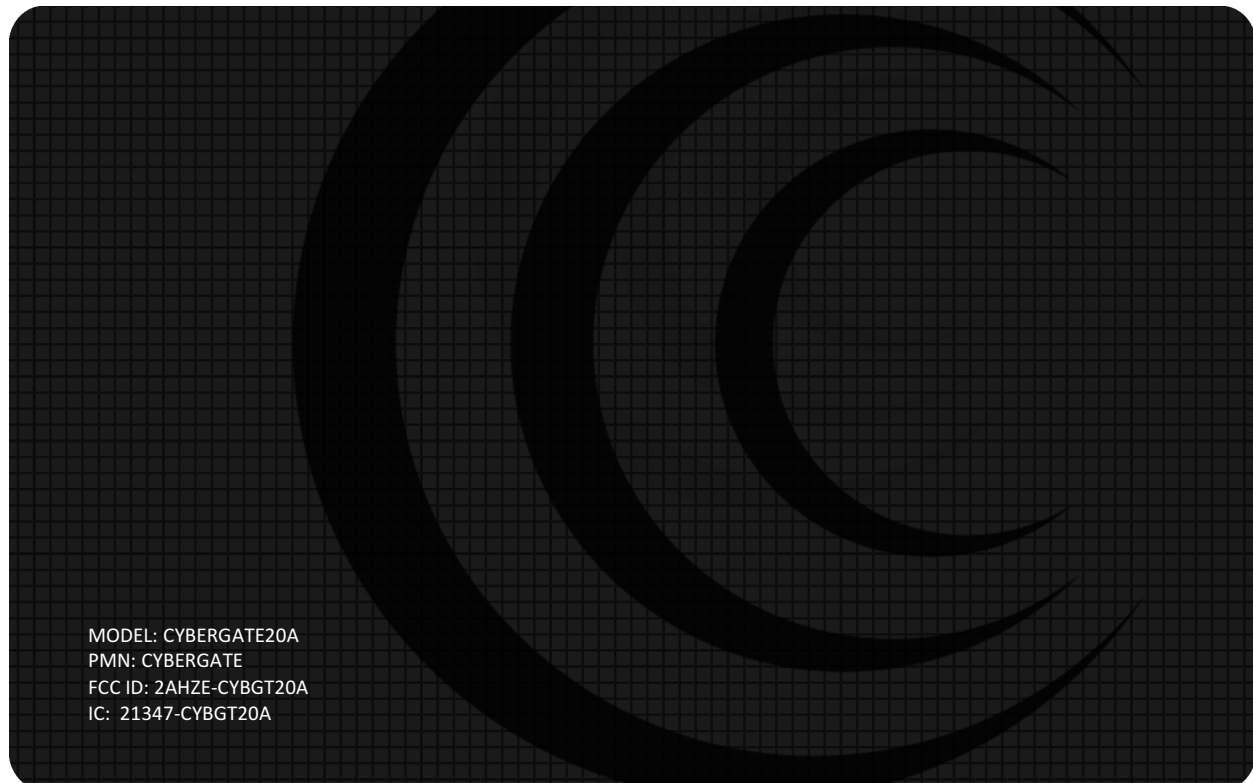 MODEL: CYBERGATE20A
PMN: CYBERGATE
FCC ID: 2AHZE-CYBGT20A
IC:  21347-CYBGT20A